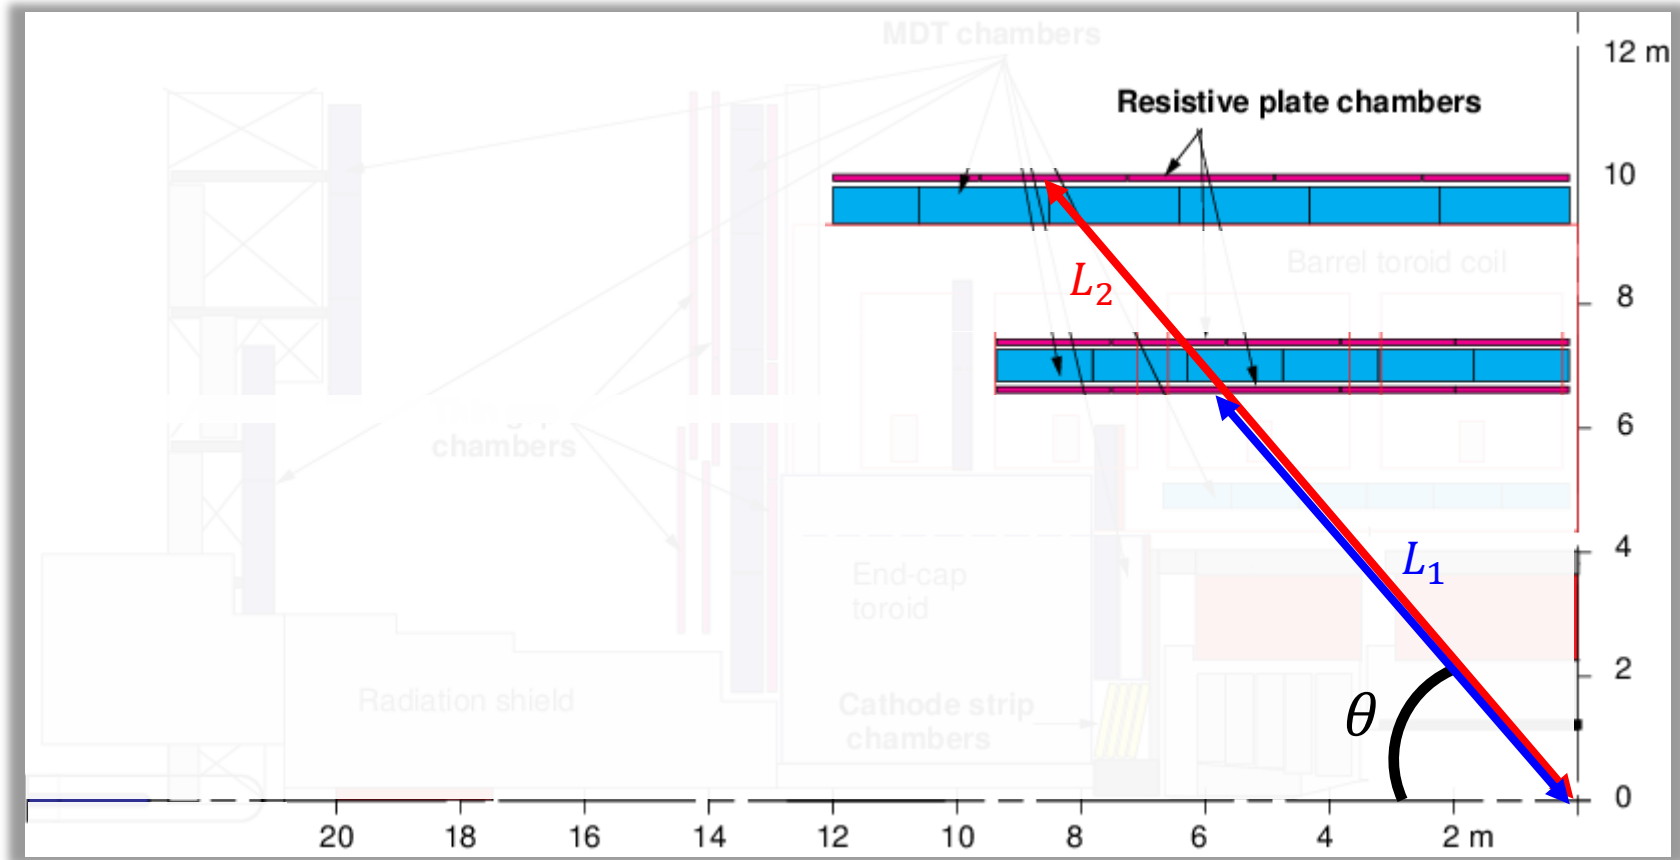 MDT chambers
12 m
Resistive plate chambers
10
Barrel toroid coil
L2
8
6
chambers
L1
4
End-cap
toroid
2
Radiation shield
Cathode strip
chambers
θ
0
20 18 16 14 12 10 8 6 4 2 m